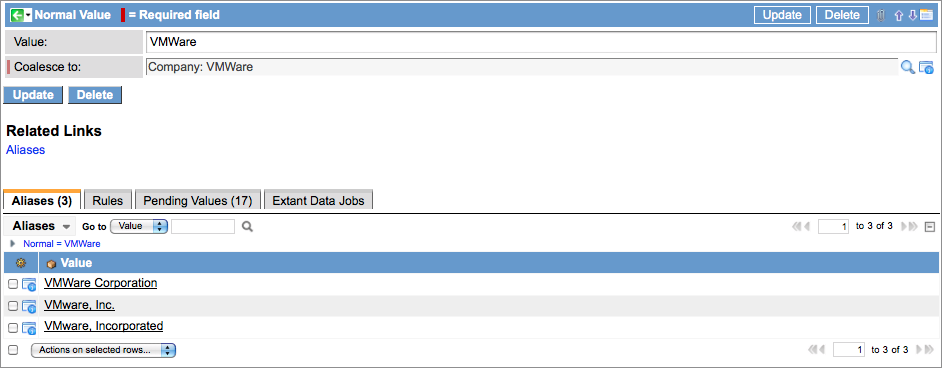 Normal Value = Required field Update Delete
Value: VMWare
Coalesce to: Company: VMWare
Update Delete
Related Links
Aliases
Aliases (3) Rules Pending Values (17) Extant Data Jobs
Aliases Go to Value 1 to 3 of 3
Normal = VMWare
Value
VMWare Corporation
VMware, Inc.
VMware, Incorporated
Actions on selected rows... 1 to 3 of 3